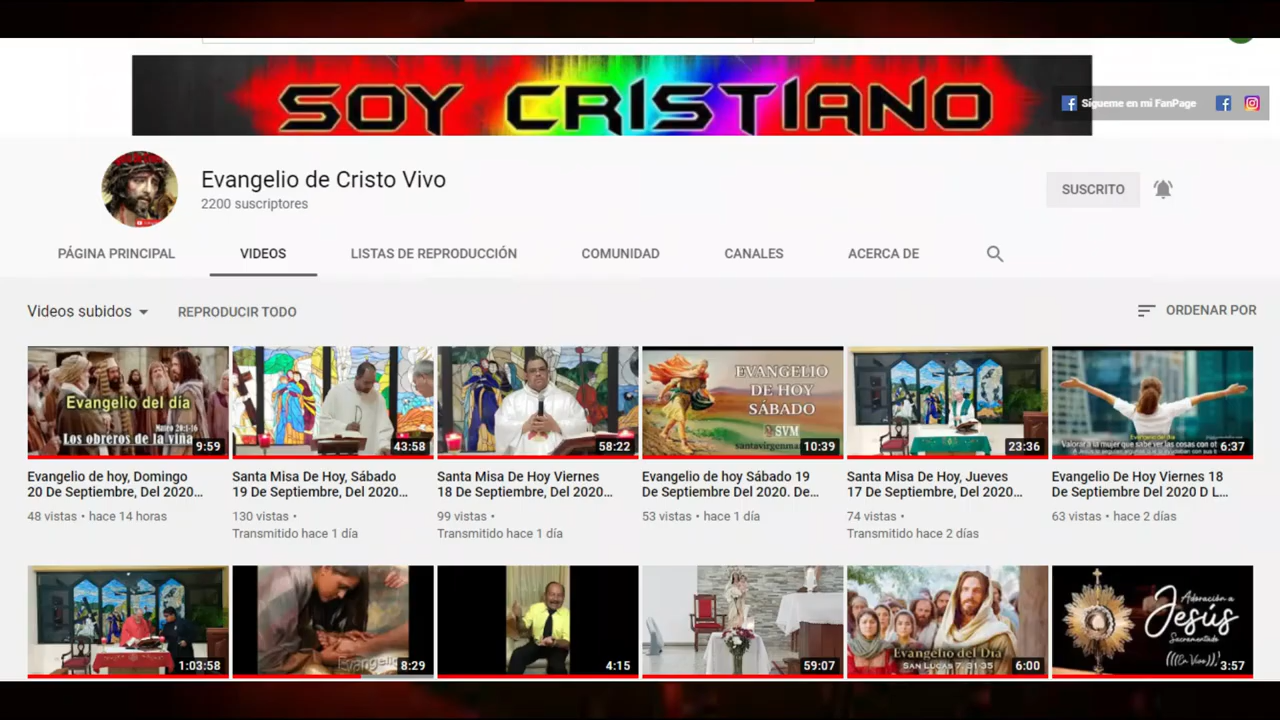 SOY CRISTIANO
Sígueme en mi FanPage
Evangelio de Cristo Vivo
2200 suscriptores
SUSCRITO
PÁGINA PRINCIPAL
VIDEOS
LISTAS DE REPRODUCCIÓN
COMUNIDAD
CANALES
ACERCA DE
Videos subidos
REPRODUCIR TODO
ORDENAR POR
Evangelio del día
Mateo 20:1-16
Los obreros de la viña
9:59
43:58
58:22
EVANGELIO
DE HOY
SÁBADO
SVM
10:39
23:36
Evangelio del día
6:37
Evangelio de hoy, Domingo
20 De Septiembre, Del 2020...
48 vistas • hace 14 horas
Santa Misa De Hoy, Sábado
19 De Septiembre, Del 2020...
130 vistas •
Transmitido hace 1 día
Santa Misa De Hoy Viernes
18 De Septiembre, Del 2020...
99 vistas •
Transmitido hace 1 día
Evangelio de hoy Sábado 19
De Septiembre Del 2020. De...
53 vistas • hace 1 día
Santa Misa De Hoy, Jueves
17 De Septiembre, Del 2020...
74 vistas •
Transmitido hace 2 días
Evangelio De Hoy Viernes 18
De Septiembre Del 2020 D L...
63 vistas • hace 2 días
1:03:58
Evangelio
8:29
4:15
59:07
Evangelio del Día
SAN LUCAS 7, 31-35
6:00
Adoración a
Jesús
Sacramentado
(((En Vivo)))
3:57